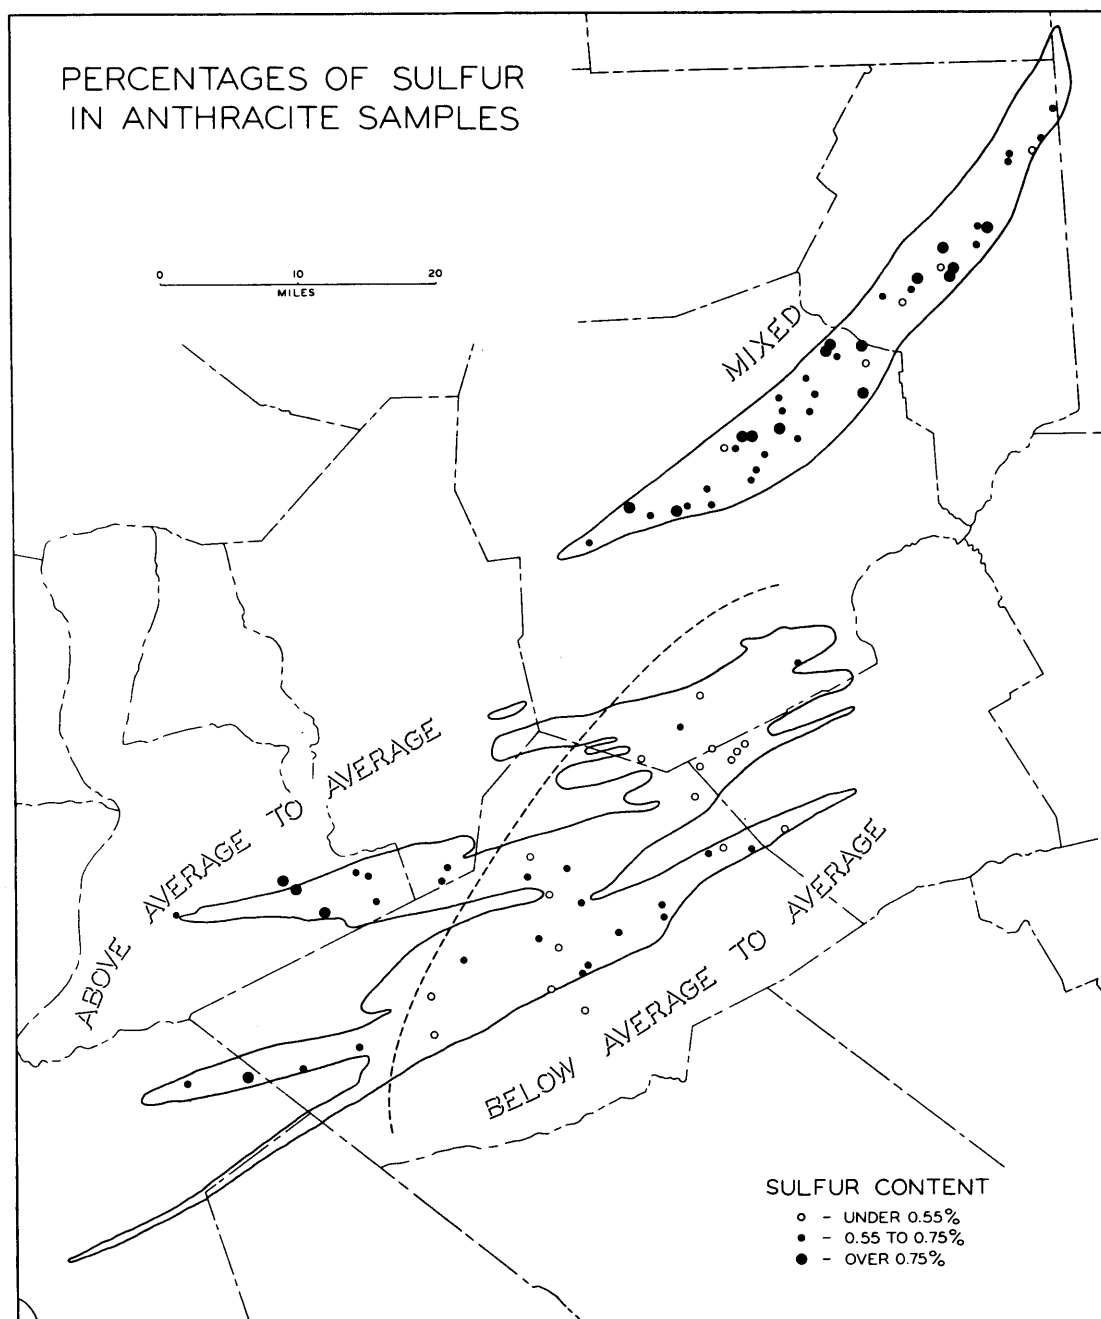 PERCENTAGES OF SULFUR
IN ANTHRACITE SAMPLES
0 10 20
MILES
MIXED
ABOVE AVERAGE TO AVERAGE
BELOW AVERAGE TO AVERAGE
SULFUR CONTENT
- UNDER 0.55%
- 0.55 TO 0.75%
- OVER 0.75%